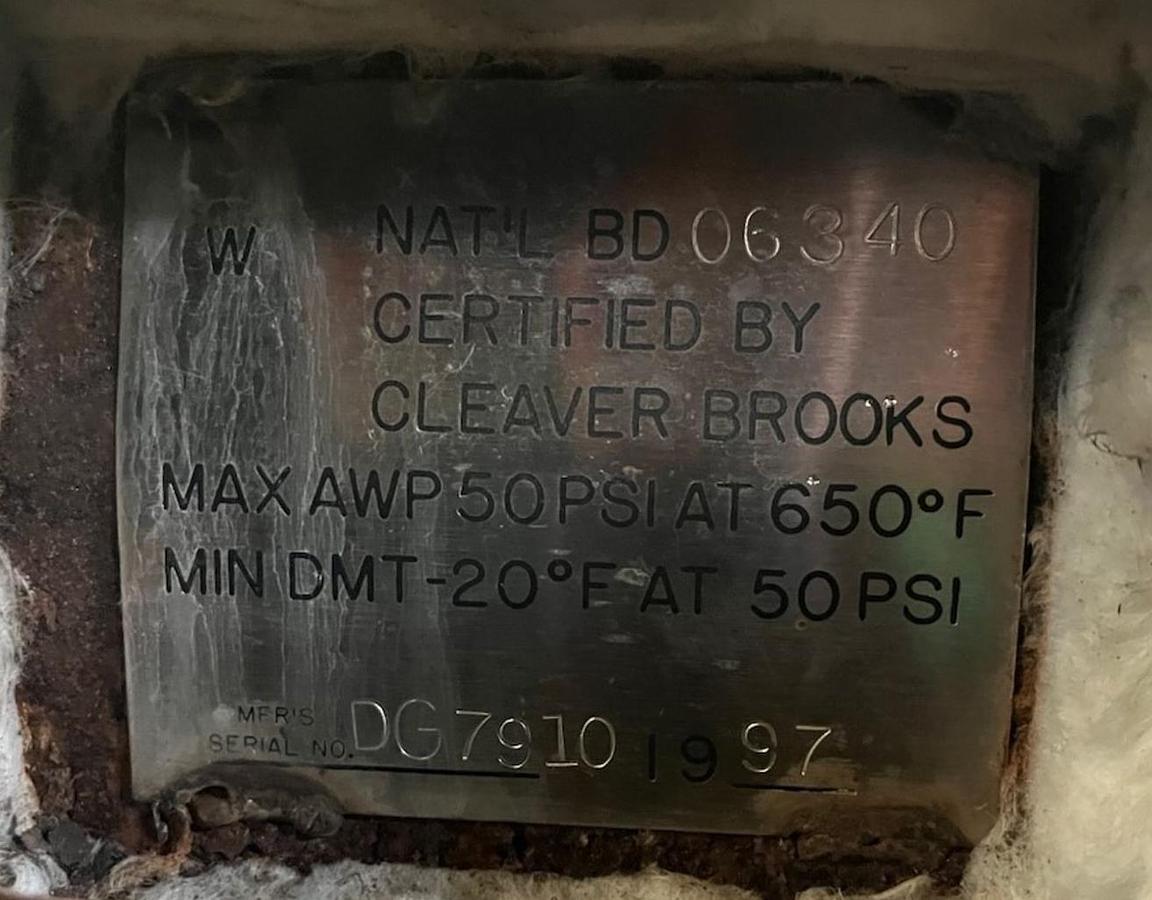 W NAT'L BD 06340
CERTIFIED BY
CLEAVER BROOKS
MAX AWP 50 PSI AT 650°F
MIN DMT -20°F AT 50 PSI
MFR'S
SERIAL NO. DG7910 1997